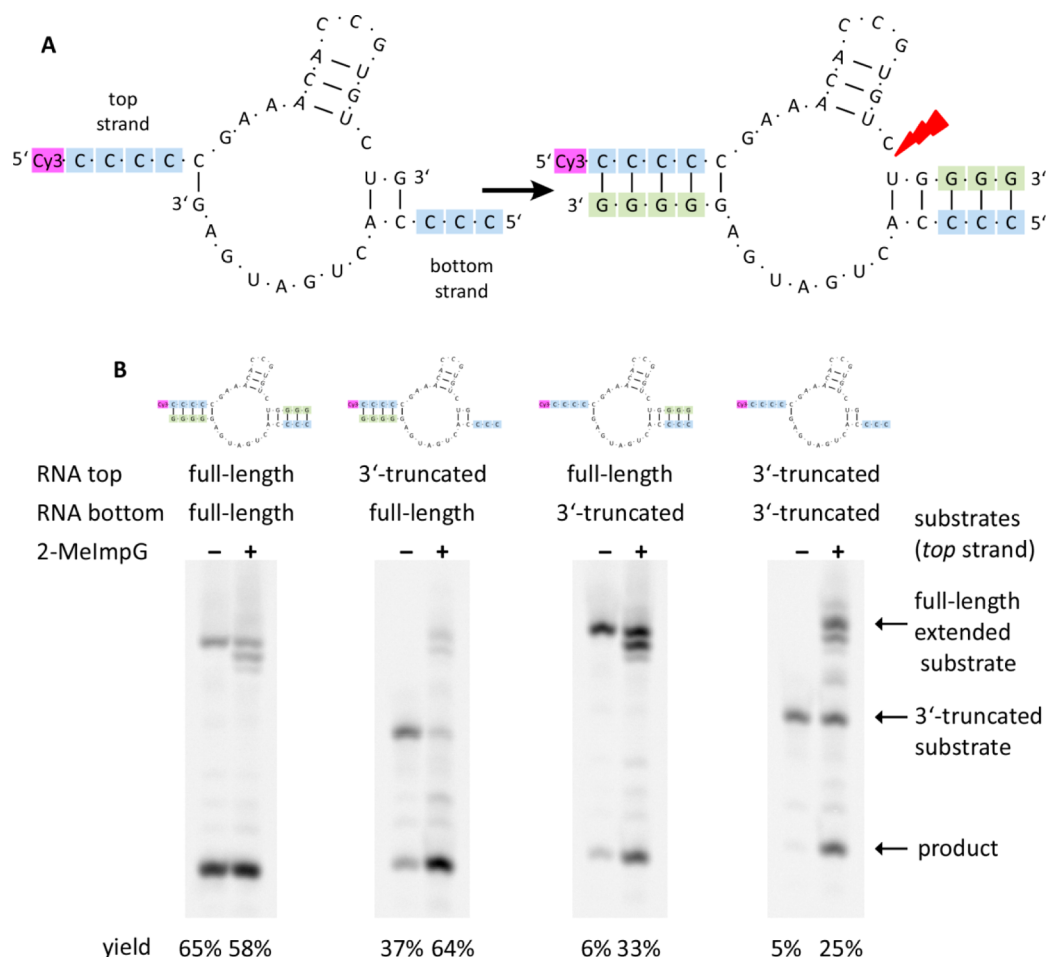 A
top
strand
5‘ Cy3·C·C·C·C·C·G·A·A·A·C·A·C·C·G·U·G·U·C·U·G 3‘
3‘ G·A·G·U·A·G·U·C·A·C·C·C·C 5‘
bottom
strand
5‘ Cy3·C·C·C·C·C·G·A·A·A·C·A·C·C·G·U·G·U·C U·G·G·G·G 3‘
3‘ G·G·G·G·G·A·G·U·A·G·U·C·A·C·C·C·C 5‘
B
RNA top full-length 3‘-truncated full-length 3‘-truncated
RNA bottom full-length full-length 3‘-truncated 3‘-truncated
2-MeImpG – + – + – + – +
substrates
(top strand)
full-length
extended
substrate
3‘-truncated
substrate
product
yield 65% 58% 37% 64% 6% 33% 5% 25%